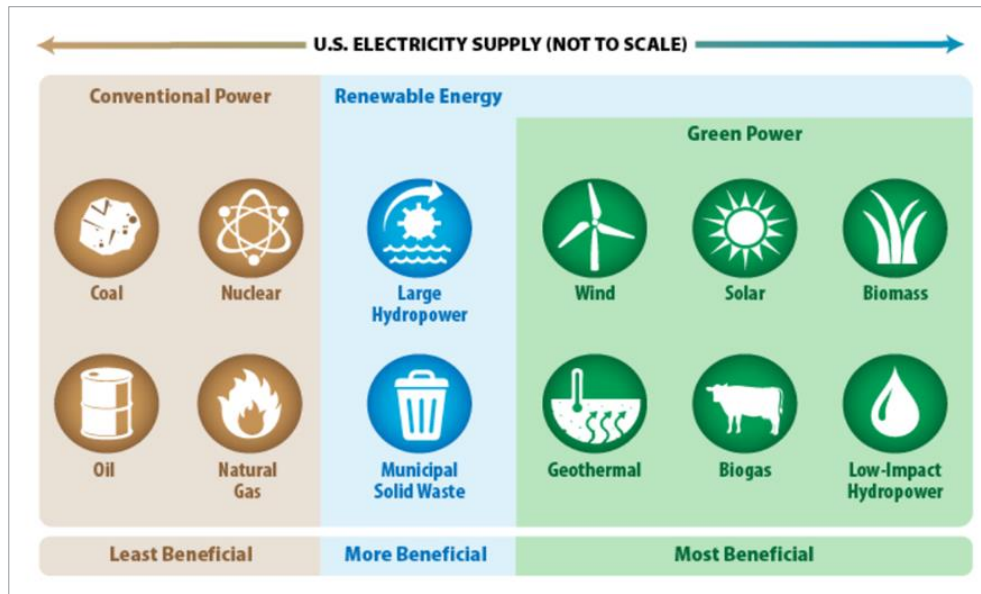 U.S. ELECTRICITY SUPPLY (NOT TO SCALE)
Conventional Power
Renewable Energy
Green Power
Coal
Nuclear
Large
Hydropower
Wind
Solar
Biomass
Oil
Natural
Gas
Municipal
Solid Waste
Geothermal
Biogas
Low-Impact
Hydropower
Least Beneficial
More Beneficial
Most Beneficial